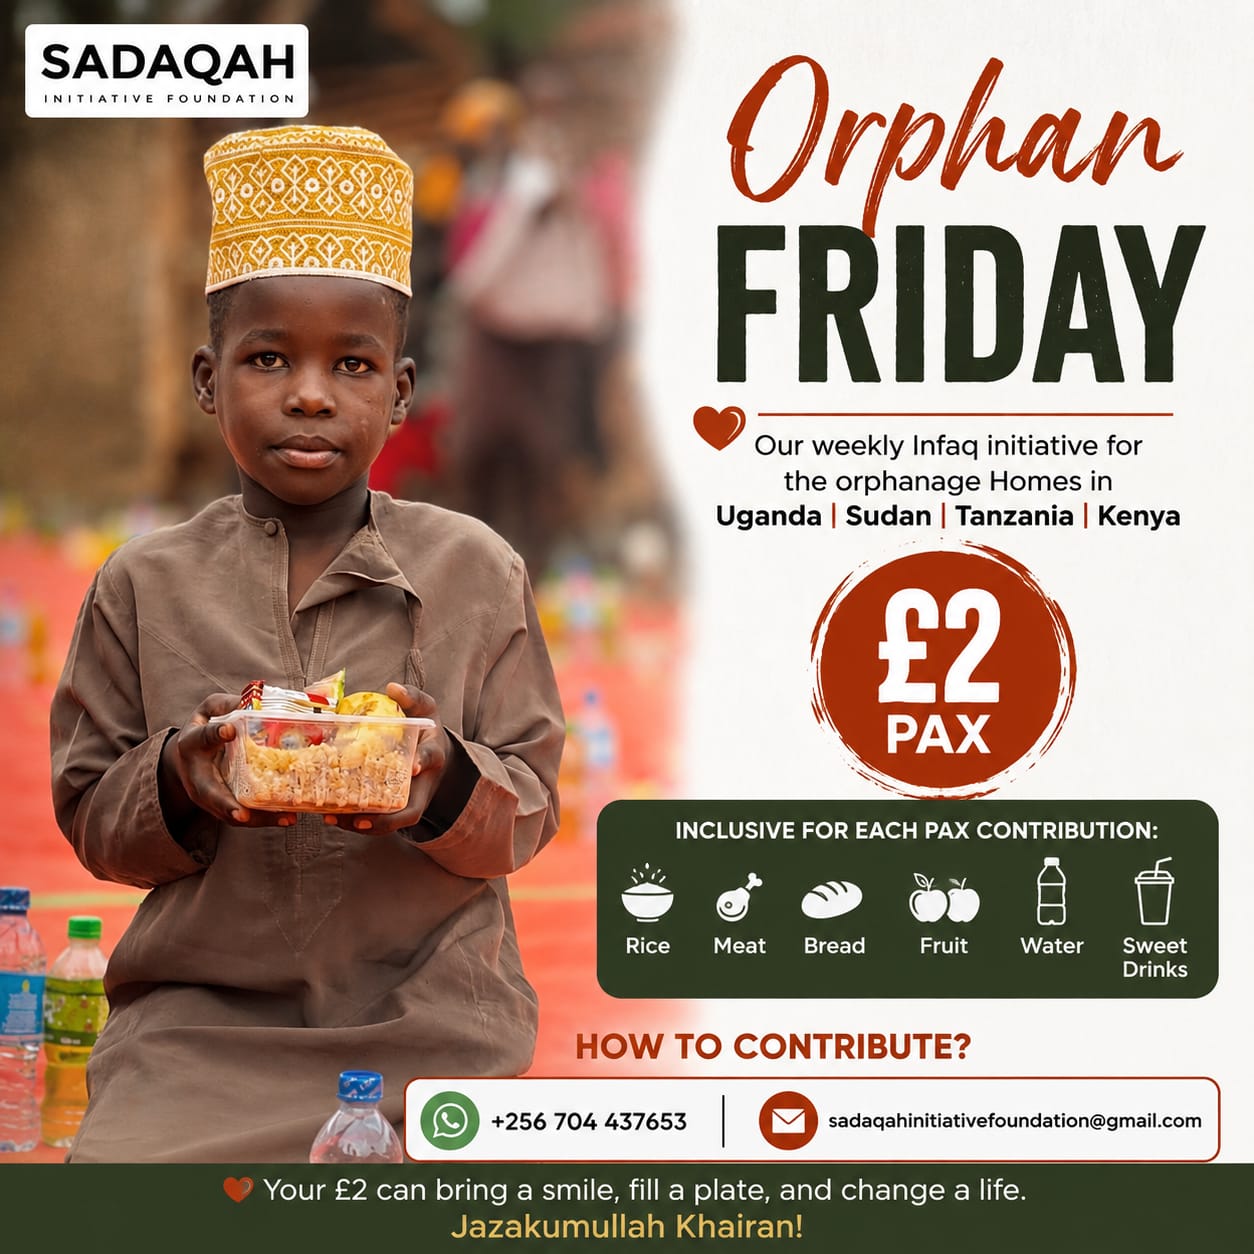 SADAQAH
INITIATIVE FOUNDATION
Orphan
FRIDAY
Our weekly Infaq initiative for
the orphanage Homes in
Uganda | Sudan | Tanzania | Kenya
£2
PAX
INCLUSIVE FOR EACH PAX CONTRIBUTION:
Rice
Meat
Bread
Fruit
Water
Sweet
Drinks
HOW TO CONTRIBUTE?
+256 704 437653
sadaqahinitiativefoundation@gmail.com
Your £2 can bring a smile, fill a plate, and change a life.
Jazakumullah Khairan!